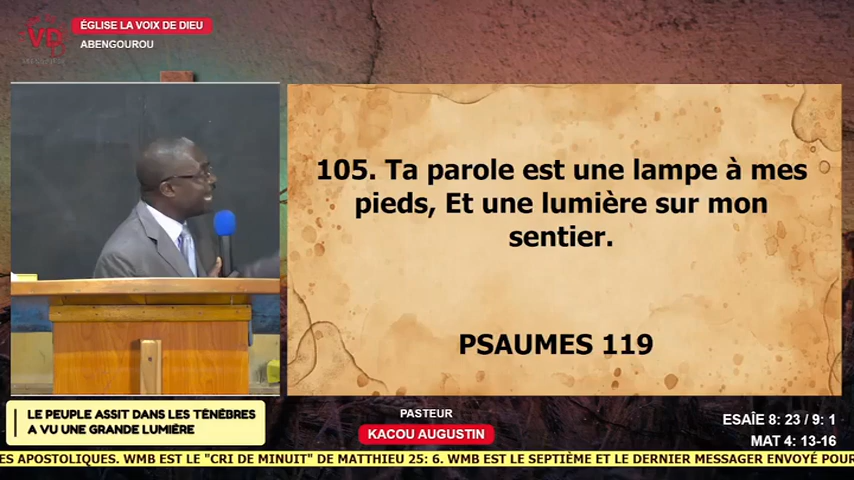 ÉGLISE LA VOIX DE DIEU
ABENGOUROU
VD
105. Ta parole est une lampe à mes
pieds, Et une lumière sur mon
sentier.
PSAUMES 119
LE PEUPLE ASSIT DANS LES TÉNÈBRES
A VU UNE GRANDE LUMIÈRE
PASTEUR
KACOU AUGUSTIN
ESAÎE 8: 23 / 9: 1
MAT 4: 13-16
ES APOSTOLIQUES. WMB EST LE "CRI DE MINUIT" DE MATTHIEU 25: 6. WMB EST LE SEPTIÈME ET LE DERNIER MESSAGER ENVOYÉ POUR